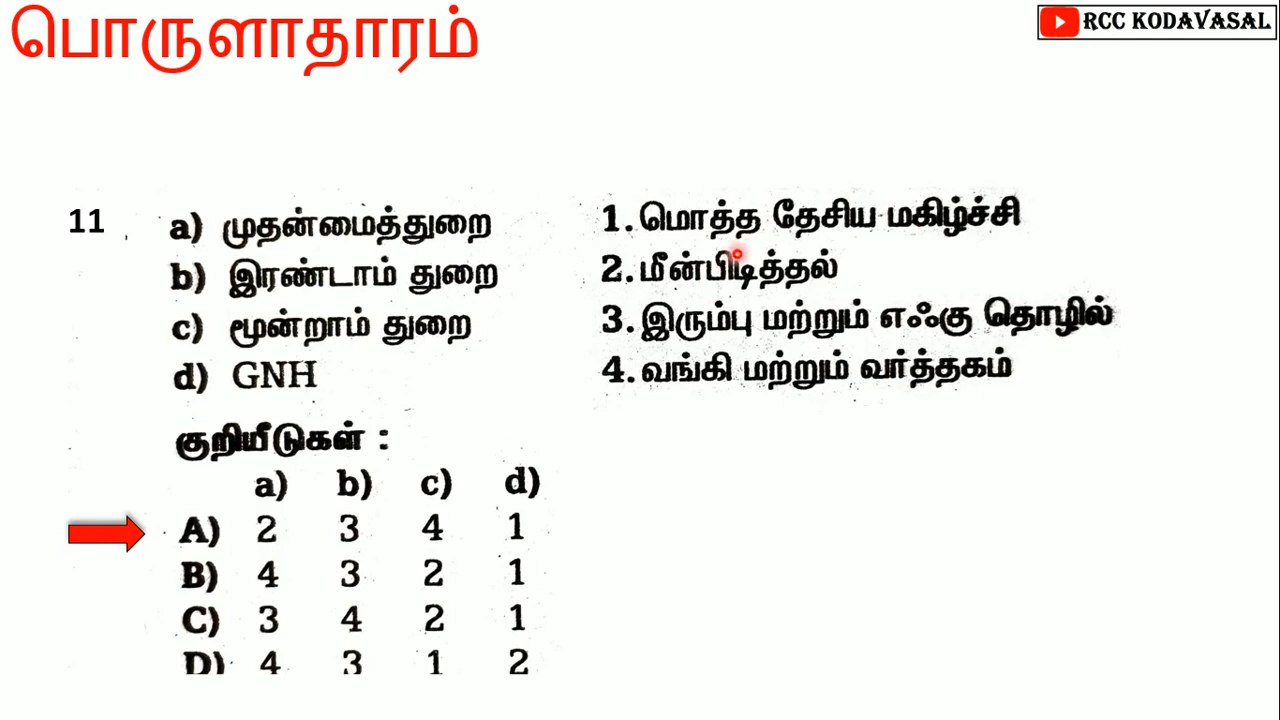 பொருளாதாரம்
RCC KODAVASAL
11 a) முதன்மைத்துறை 1. மொத்த தேசிய மகிழ்ச்சி
b) இரண்டாம் துறை 2. மீன்பிடித்தல்
c) மூன்றாம் துறை 3. இரும்பு மற்றும் எஃகு தொழில்
d) GNH 4. வங்கி மற்றும் வர்த்தகம்
குறியீடுகள் :
a) b) c) d)
A) 2 3 4 1
B) 4 3 2 1
C) 3 4 2 1
D) 4 3 1 2